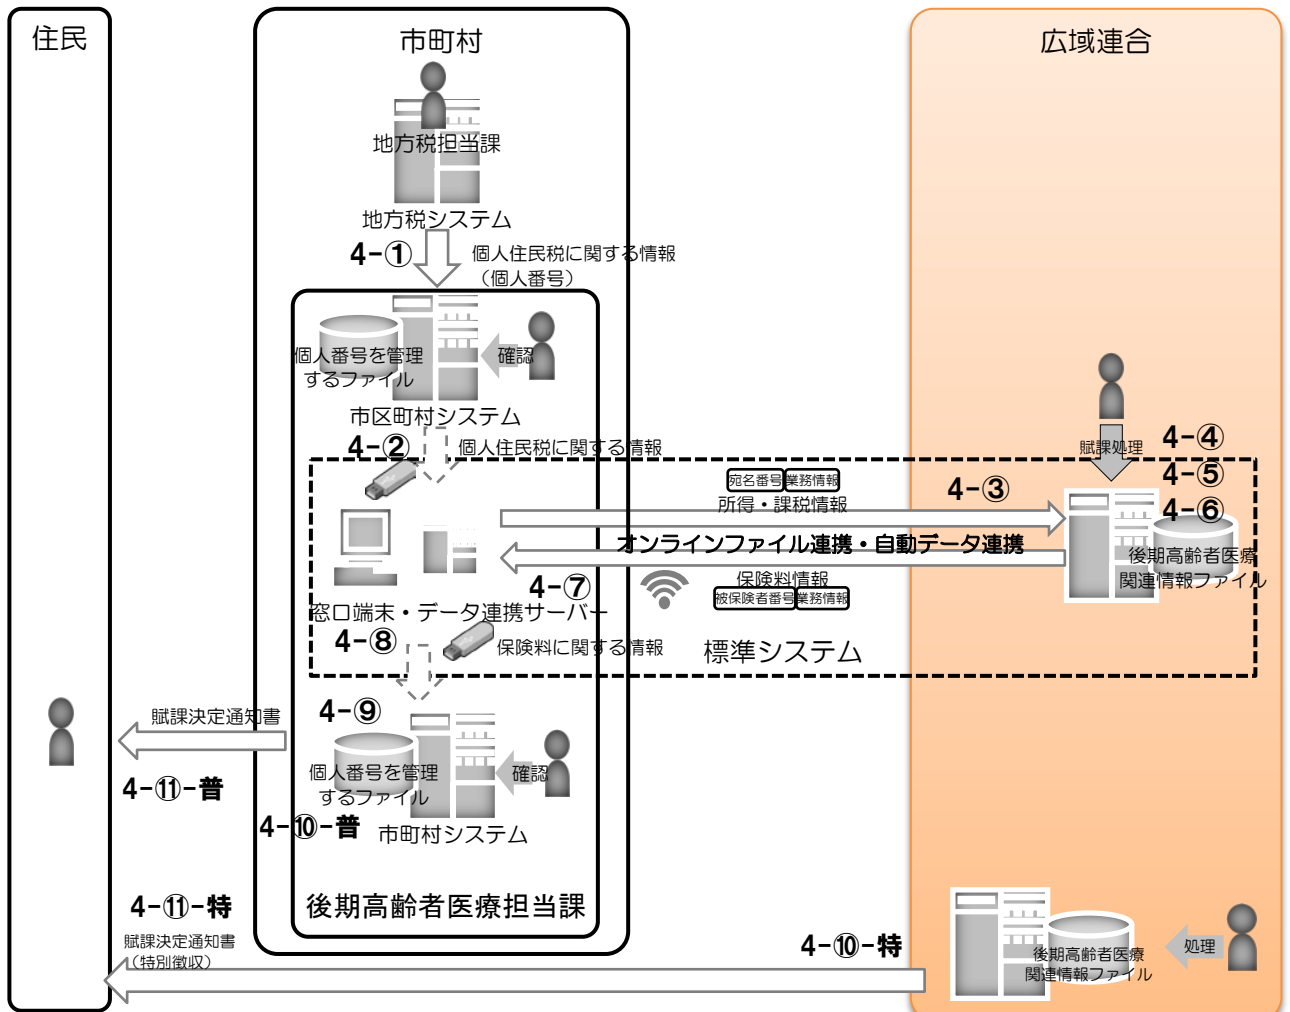 住民
市町村
広域連合
地方税担当課
地方税システム
4-①
個人住民税に関する情報
（個人番号）
個人番号を管理
するファイル
確認
市区町村システム
4-②
個人住民税に関する情報
賦課処理
4-④
4-⑤
4-⑥
宛名番号
業務情報
所得・課税情報
4-③
オンラインファイル連携・自動データ連携
後期高齢者医療
関連情報ファイル
4-⑦
保険料情報
被保険者番号
業務情報
窓口端末・データ連携サーバー
4-⑧
保険料に関する情報
標準システム
4-⑨
賦課決定通知書
4-⑪-普
個人番号を管理
するファイル
確認
4-⑩-普
市町村システム
後期高齢者医療担当課
4-⑪-特
賦課決定通知書
（特別徴収）
4-⑩-特
後期高齢者医療
関連情報ファイル
処理